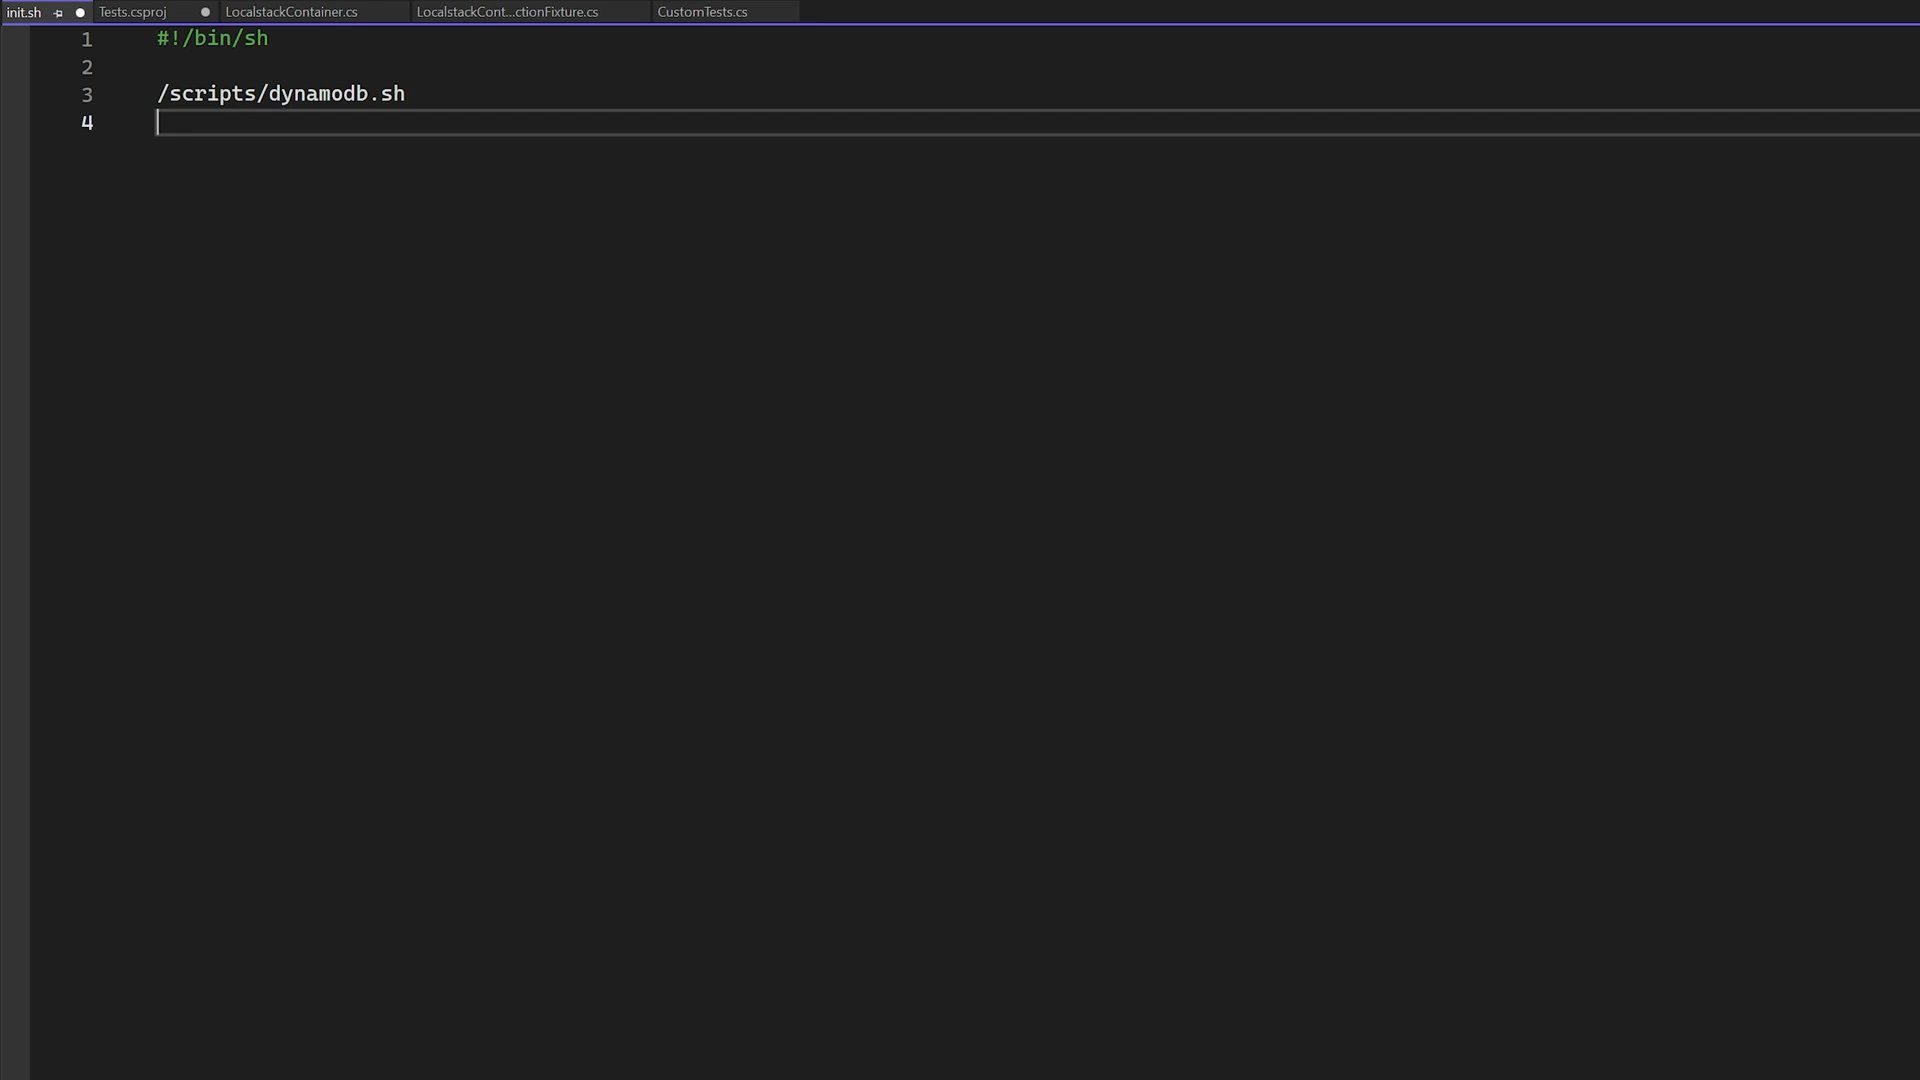 init.sh Tests.csproj LocalstackContainer.cs LocalstackCont...ctionFixture.cs CustomTests.cs
1 #!/bin/sh
2
3 /scripts/dynamodb.sh
4